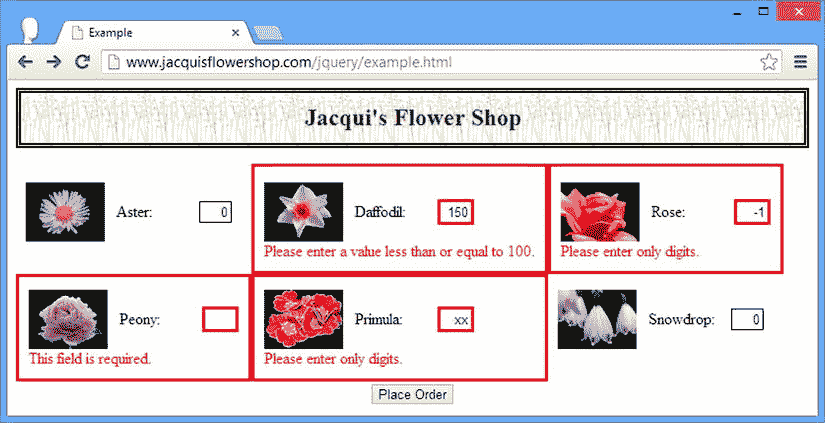 Example
www.jacquisflowershop.com/jquery/example.html
Jacqui's Flower Shop
Aster: 0
Daffodil: 150
Rose: -1
Please enter a value less than or equal to 100.
Please enter only digits.
Peony:
Primula: xx
Snowdrop: 0
This field is required.
Please enter only digits.
Place Order